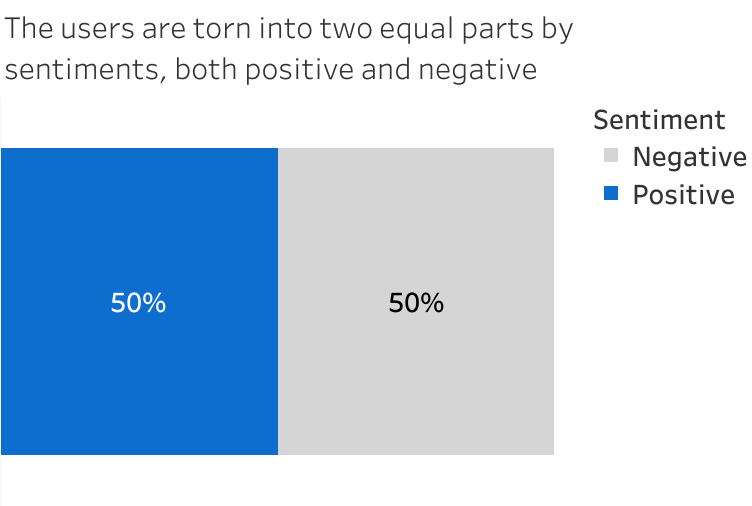 The users are torn into two equal parts by
sentiments, both positive and negative
Sentiment
Negative
Positive
50%
50%